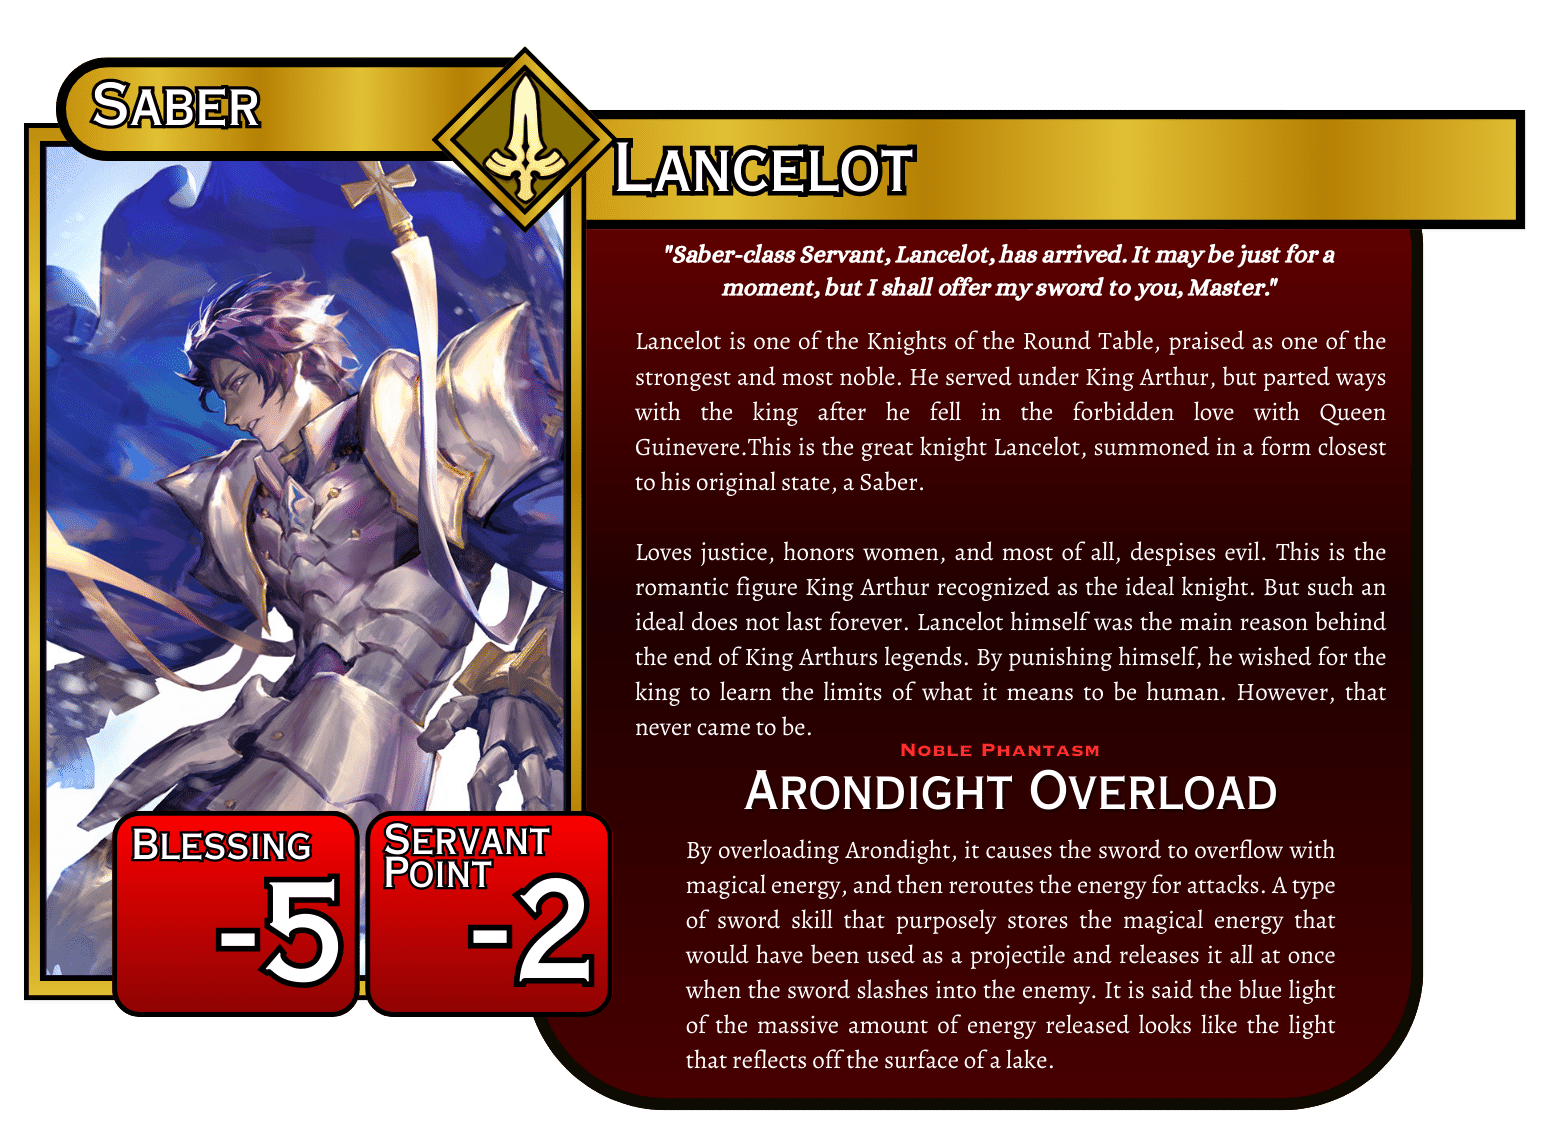 SABER
LANCELOT
"Saber-class Servant, Lancelot, has arrived. It may be just for a
moment, but I shall offer my sword to you, Master."
Lancelot is one of the Knights of the Round Table, praised as one of the
strongest and most noble. He served under King Arthur, but parted ways
with the king after he fell in the forbidden love with Queen
Guinevere.This is the great knight Lancelot, summoned in a form closest
to his original state, a Saber.
Loves justice, honors women, and most of all, despises evil. This is the
romantic figure King Arthur recognized as the ideal knight. But such an
ideal does not last forever. Lancelot himself was the main reason behind
the end of King Arthurs legends. By punishing himself, he wished for the
king to learn the limits of what it means to be human. However, that
never came to be.
NOBLE PHANTASM
ARONDIGHT OVERLOAD
By overloading Arondight, it causes the sword to overflow with
magical energy, and then reroutes the energy for attacks. A type
of sword skill that purposely stores the magical energy that
would have been used as a projectile and releases it all at once
when the sword slashes into the enemy. It is said the blue light
of the massive amount of energy released looks like the light
that reflects off the surface of a lake.
BLESSING
-5
SERVANT
POINT
-2